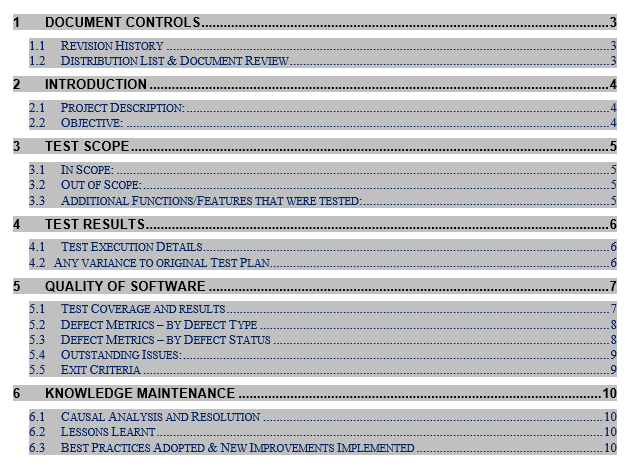 1 DOCUMENT CONTROLS 3
1.1 REVISION HISTORY 3
1.2 DISTRIBUTION LIST & DOCUMENT REVIEW 3
2 INTRODUCTION 4
2.1 PROJECT DESCRIPTION: 4
2.2 OBJECTIVE: 4
3 TEST SCOPE 5
3.1 IN SCOPE: 5
3.2 OUT OF SCOPE: 5
3.3 ADDITIONAL FUNCTIONS/FEATURES THAT WERE TESTED: 5
4 TEST RESULTS 6
4.1 TEST EXECUTION DETAILS 6
4.2 ANY VARIANCE TO ORIGINAL TEST PLAN 6
5 QUALITY OF SOFTWARE 7
5.1 TEST COVERAGE AND RESULTS 7
5.2 DEFECT METRICS – BY DEFECT TYPE 8
5.3 DEFECT METRICS – BY DEFECT STATUS 8
5.4 OUTSTANDING ISSUES: 9
5.5 EXIT CRITERIA 9
6 KNOWLEDGE MAINTENANCE 10
6.1 CAUSAL ANALYSIS AND RESOLUTION 10
6.2 LESSONS LEARNT 10
6.3 BEST PRACTICES ADOPTED & NEW IMPROVEMENTS IMPLEMENTED 10